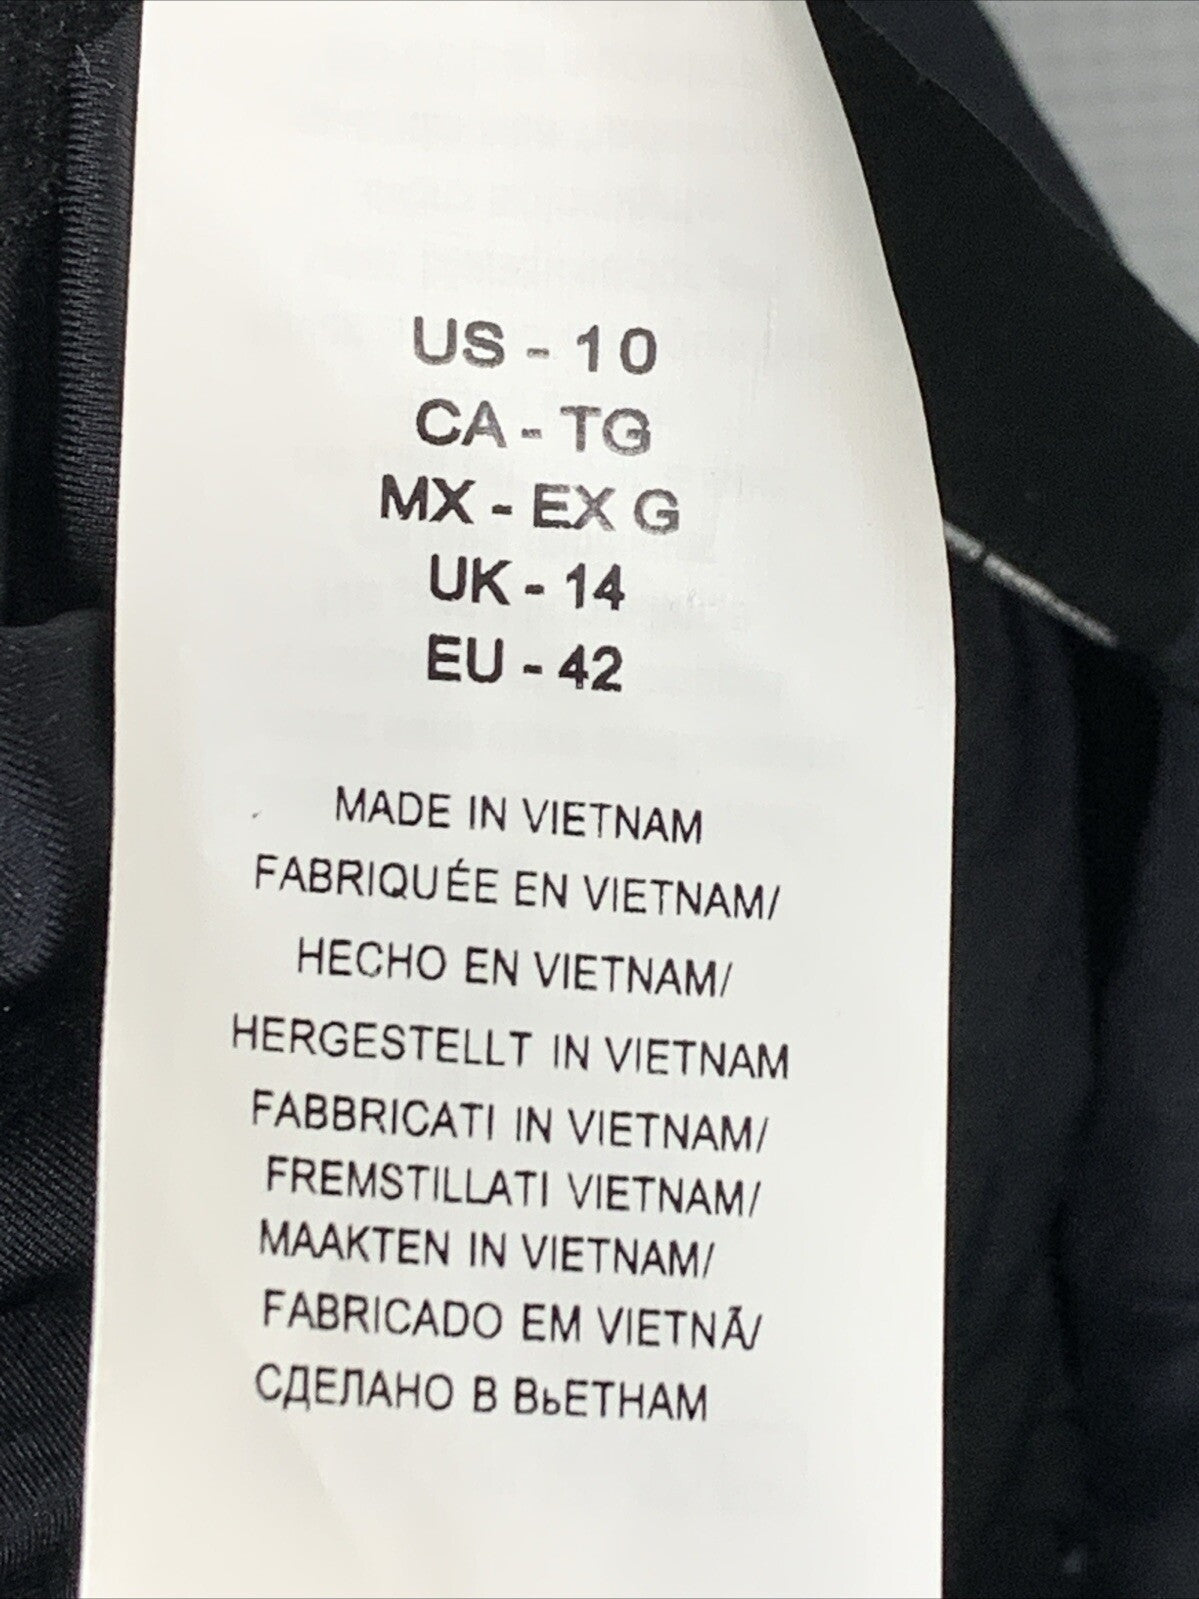 US - 10
CA - TG
MX - EX G
UK - 14
EU - 42
MADE IN VIETNAM
FABRIQUÉE EN VIETNAM/
HECHO EN VIETNAM/
HERGESTELLT IN VIETNAM
FABBRICATI IN VIETNAM/
FREMSTILLATI VIETNAM/
MAAKTEN IN VIETNAM/
FABRICADO EM VIETNÃ/
СДЕЛАНО В ВьЕТНАМ